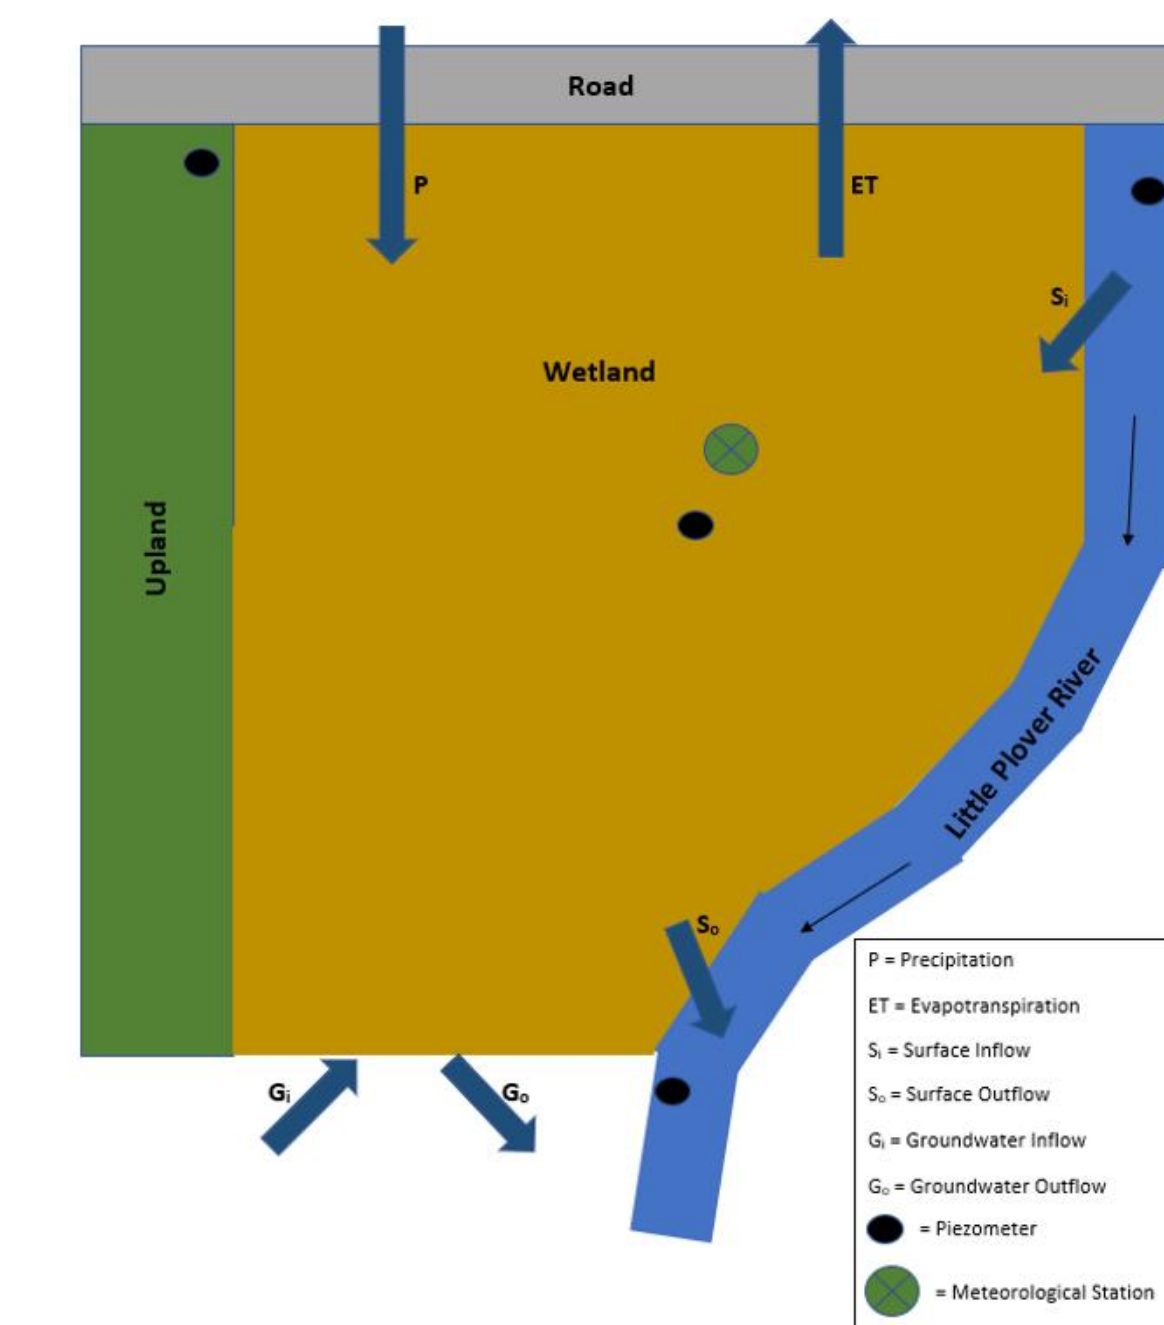 Road
P
ET
Sᵢ
Wetland
Upland
Little Plover River
Sₒ
Gᵢ
Gₒ
P = Precipitation
ET = Evapotranspiration
Sᵢ = Surface Inflow
Sₒ = Surface Outflow
Gᵢ = Groundwater Inflow
Gₒ = Groundwater Outflow
= Piezometer
= Meteorological Station